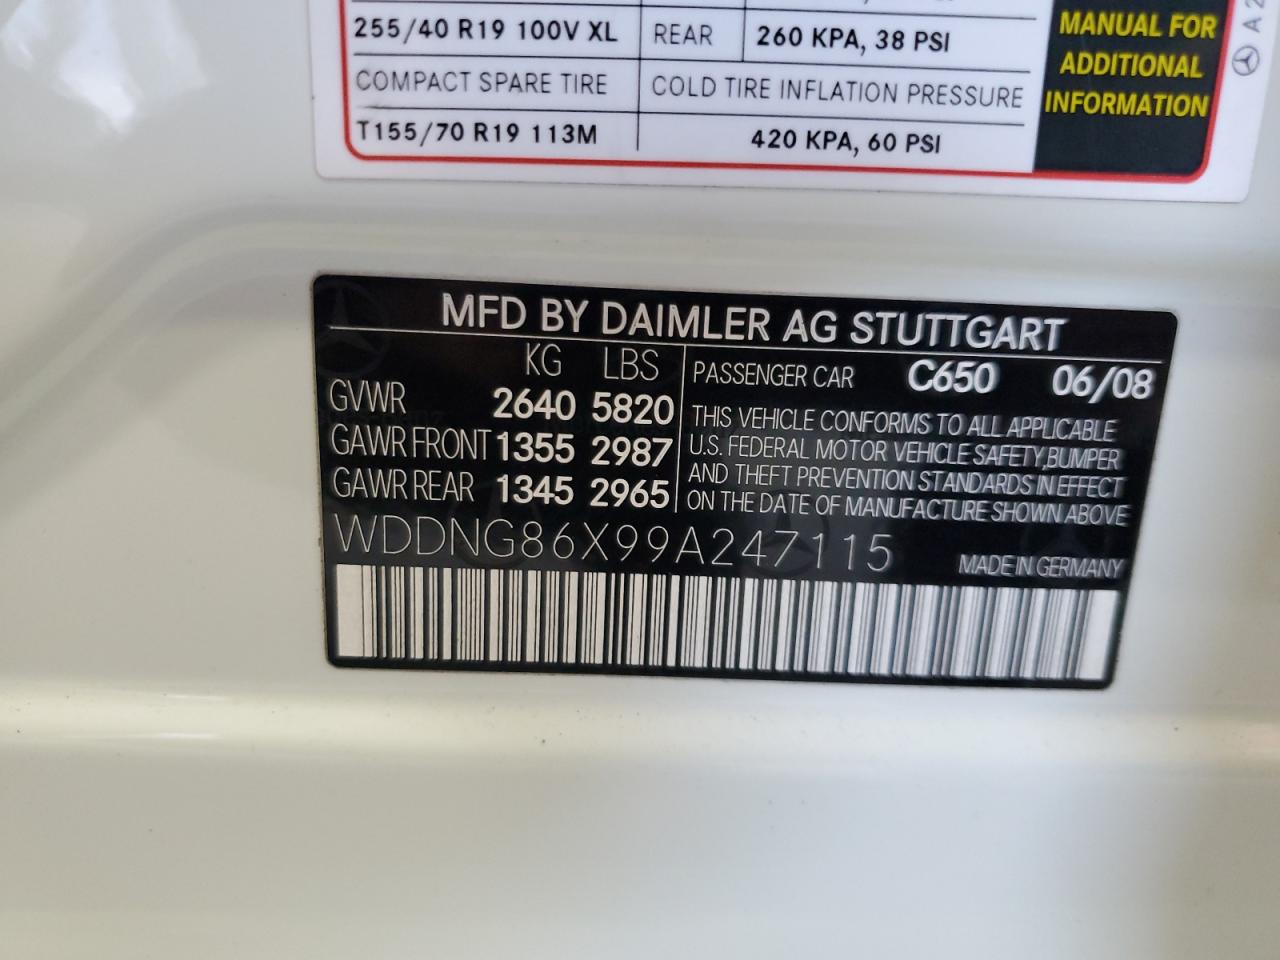 255/40 R19 100V XL REAR 260 KPA, 38 PSI
COMPACT SPARE TIRE COLD TIRE INFLATION PRESSURE
T155/70 R19 113M 420 KPA, 60 PSI
MANUAL FOR
ADDITIONAL
INFORMATION
A 2
MFD BY DAIMLER AG STUTTGART
KG LBS
GVWR 2640 5820
GAWR FRONT 1355 2987
GAWR REAR 1345 2965
PASSENGER CAR C650 06/08
THIS VEHICLE CONFORMS TO ALL APPLICABLE
U.S. FEDERAL MOTOR VEHICLE SAFETY,BUMPER
AND THEFT PREVENTION STANDARDS IN EFFECT
ON THE DATE OF MANUFACTURE SHOWN ABOVE
WDDNG86X99A247115
MADE IN GERMANY